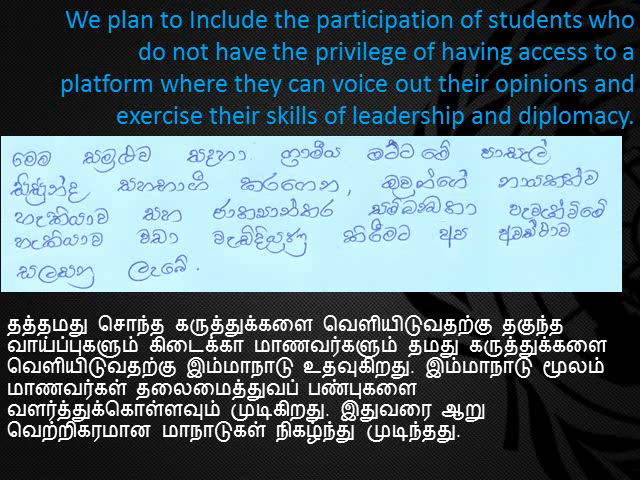 We plan to Include the participation of students who
do not have the privilege of having access to a
platform where they can voice out their opinions and
exercise their skills of leadership and diplomacy.
මෙම සමුළුව සඳහා ග්‍රාමීය මට්ටමේ පාසැල්
සිසුන්ද සහභාගී කරගෙන, ඔවුන්ගේ නායකත්ව
හැකියාව සහ ජාත්‍යන්තර සම්බන්ධතා පැවැත්වීමේ
හැකියාව වඩා වැඩිදියුණු කිරීමට අප අවස්ථාව
සලසනු ලැබේ.
தத்தமது சொந்த கருத்துக்களை வெளியிடுவதற்கு தகுந்த
வாய்ப்புகளும் கிடைக்கா மாணவர்களும் தமது கருத்துக்களை
வெளியிடுவதற்கு இம்மாநாடு உதவுகிறது. இம்மாநாடு மூலம்
மாணவர்கள் தலைமைத்துவப் பண்புகளை
வளர்த்துக்கொள்ளவும் முடிகிறது. இதுவரை ஆறு
வெற்றிகரமான மாநாடுகள் நிகழ்ந்து முடிந்தது.